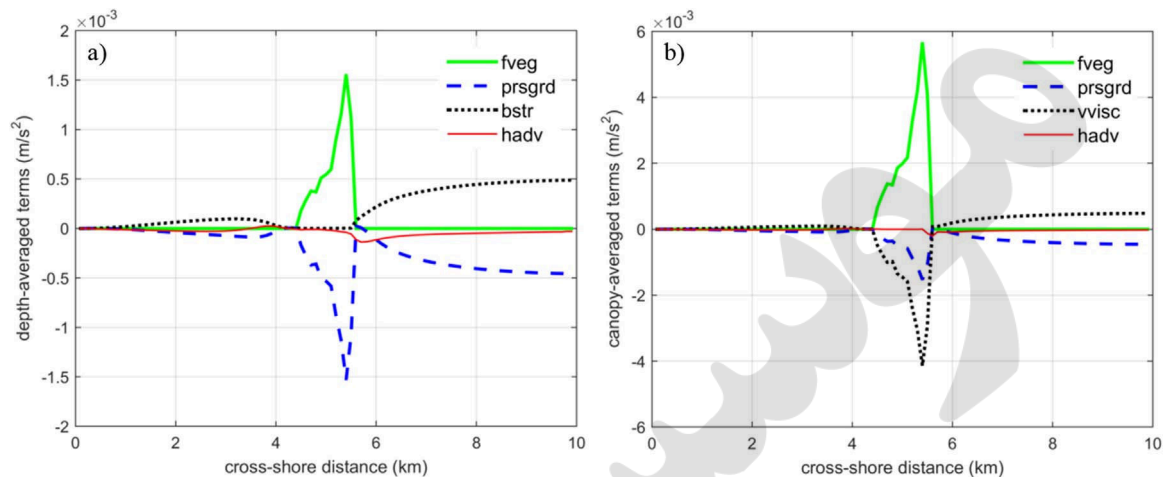 ×10⁻³
a)
fveg
prsgrd
bstr
hadv
2
1.5
1
0.5
0
-0.5
-1
-1.5
-2
depth-averaged terms (m/s²)
0 2 4 6 8 10
cross-shore distance (km)
×10⁻³
b)
fveg
prsgrd
vvisc
hadv
6
4
2
0
-2
-4
-6
canopy-averaged terms (m/s²)
0 2 4 6 8 10
cross-shore distance (km)